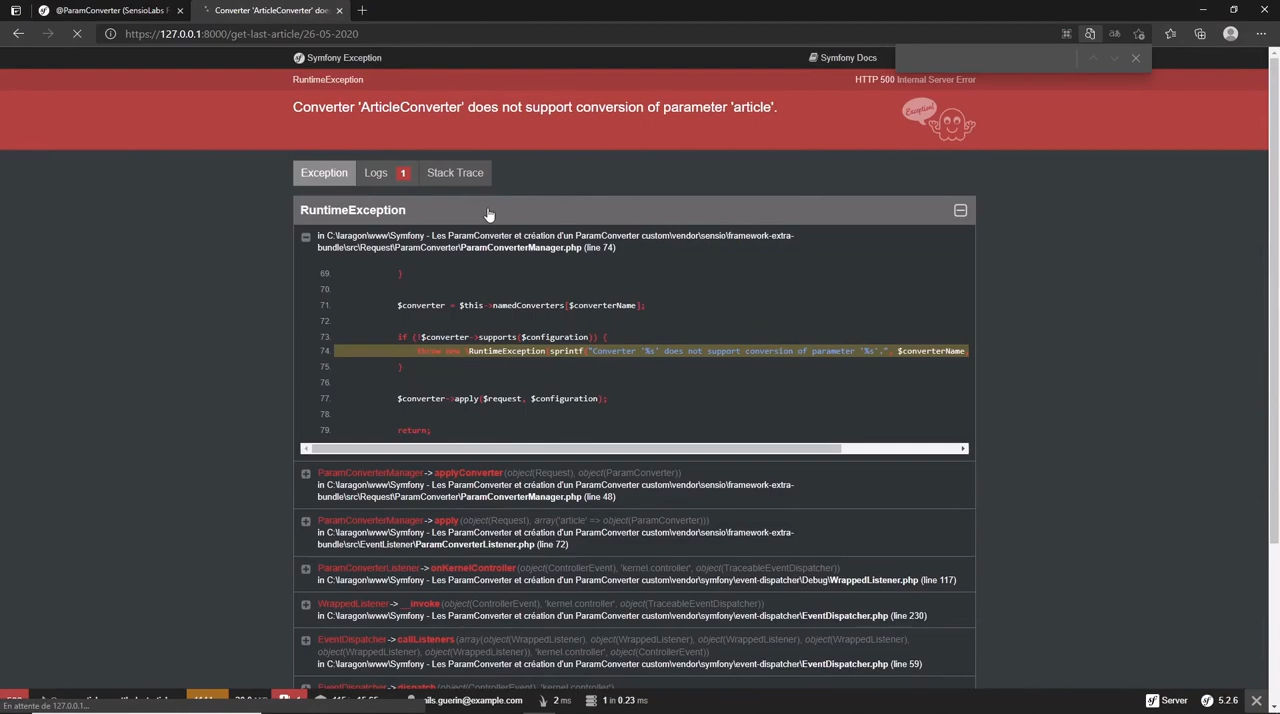 @ParamConverter (SensioLabs F
Converter 'ArticleConverter' does
https://127.0.0.1:8000/get-last-article/26-05-2020
Symfony Exception
Symfony Docs
RuntimeException
HTTP 500 Internal Server Error
Converter 'ArticleConverter' does not support conversion of parameter 'article'.
Exception!
Exception
Logs 1
Stack Trace
RuntimeException
in C:\laragon\www\Symfony - Les ParamConverter et création d'un ParamConverter custom\vendor\sensio\framework-extra-
bundle\src\Request\ParamConverter\ParamConverterManager.php (line 74)
69. }
70.
71. $converter = $this->namedConverters[$converterName];
72.
73. if (!$converter->supports($configuration)) {
74. throw new \RuntimeException(sprintf("Converter '%s' does not support conversion of parameter '%s'.", $converterName,
75. }
76.
77. $converter->apply($request, $configuration);
78.
79. return;
ParamConverterManager->applyConverter(object(Request), object(ParamConverter))
in C:\laragon\www\Symfony - Les ParamConverter et création d'un ParamConverter custom\vendor\sensio\framework-extra-
bundle\src\Request\ParamConverter\ParamConverterManager.php (line 48)
ParamConverterManager->apply(object(Request), array('article' => object(ParamConverter)))
in C:\laragon\www\Symfony - Les ParamConverter et création d'un ParamConverter custom\vendor\sensio\framework-extra-
bundle\src\EventListener\ParamConverterListener.php (line 72)
ParamConverterListener->onKernelController(object(ControllerEvent), 'kernel.controller', object(TraceableEventDispatcher))
in C:\laragon\www\Symfony - Les ParamConverter et création d'un ParamConverter custom\vendor\symfony\event-dispatcher\Debug\WrappedListener.php (line 117)
WrappedListener->__invoke(object(ControllerEvent), 'kernel.controller', object(TraceableEventDispatcher))
in C:\laragon\www\Symfony - Les ParamConverter et création d'un ParamConverter custom\vendor\symfony\event-dispatcher\EventDispatcher.php (line 230)
EventDispatcher->callListeners(array(object(WrappedListener), object(WrappedListener), object(WrappedListener), object(WrappedListener),
object(WrappedListener), object(WrappedListener)), 'kernel.controller', object(ControllerEvent))
in C:\laragon\www\Symfony - Les ParamConverter et création d'un ParamConverter custom\vendor\symfony\event-dispatcher\EventDispatcher.php (line 59)
EventDispatcher->dispatch(object(ControllerEvent), 'kernel.controller')
ils.guerin@example.com
2 ms
1 in 0.23 ms
Server
5.2.6
En attente de 127.0.0.1...